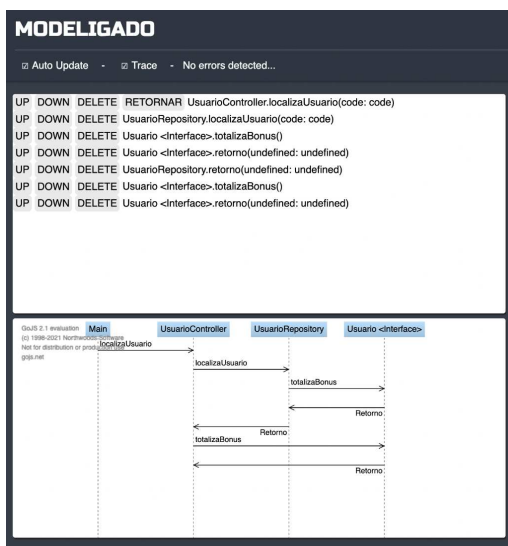 MODELIGADO
☑ Auto Update - ☑ Trace - No errors detected...
UP DOWN DELETE RETORNAR UsuarioController.localizaUsuario(code: code)
UP DOWN DELETE UsuarioRepository.localizaUsuario(code: code)
UP DOWN DELETE Usuario <Interface>.totalizaBonus()
UP DOWN DELETE Usuario <Interface>.retorno(undefined: undefined)
UP DOWN DELETE UsuarioRepository.retorno(undefined: undefined)
UP DOWN DELETE Usuario <Interface>.totalizaBonus()
UP DOWN DELETE Usuario <Interface>.retorno(undefined: undefined)
GoJS 2.1 evaluation
(c) 1998-2021 Northwoods Software
Not for distribution or production use
gojs.net
Main UsuarioController UsuarioRepository Usuario <Interface>
localizaUsuario
localizaUsuario
totalizaBonus
Retorno
Retorno
totalizaBonus
Retorno